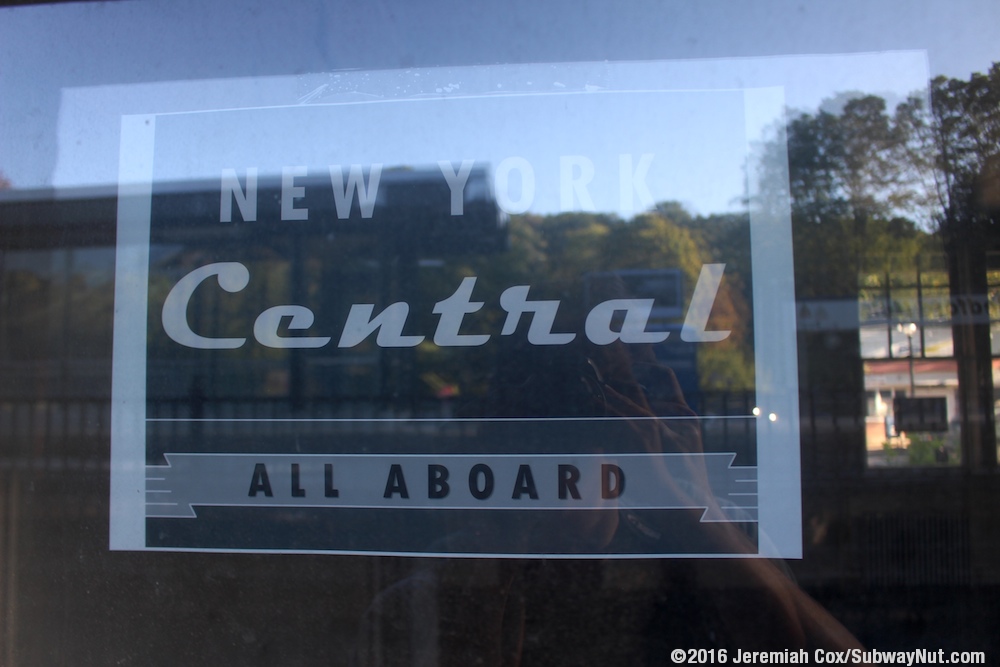 NEW YORK
Central
ALL ABOARD
©2016 Jeremiah Cox/SubwayNut.com